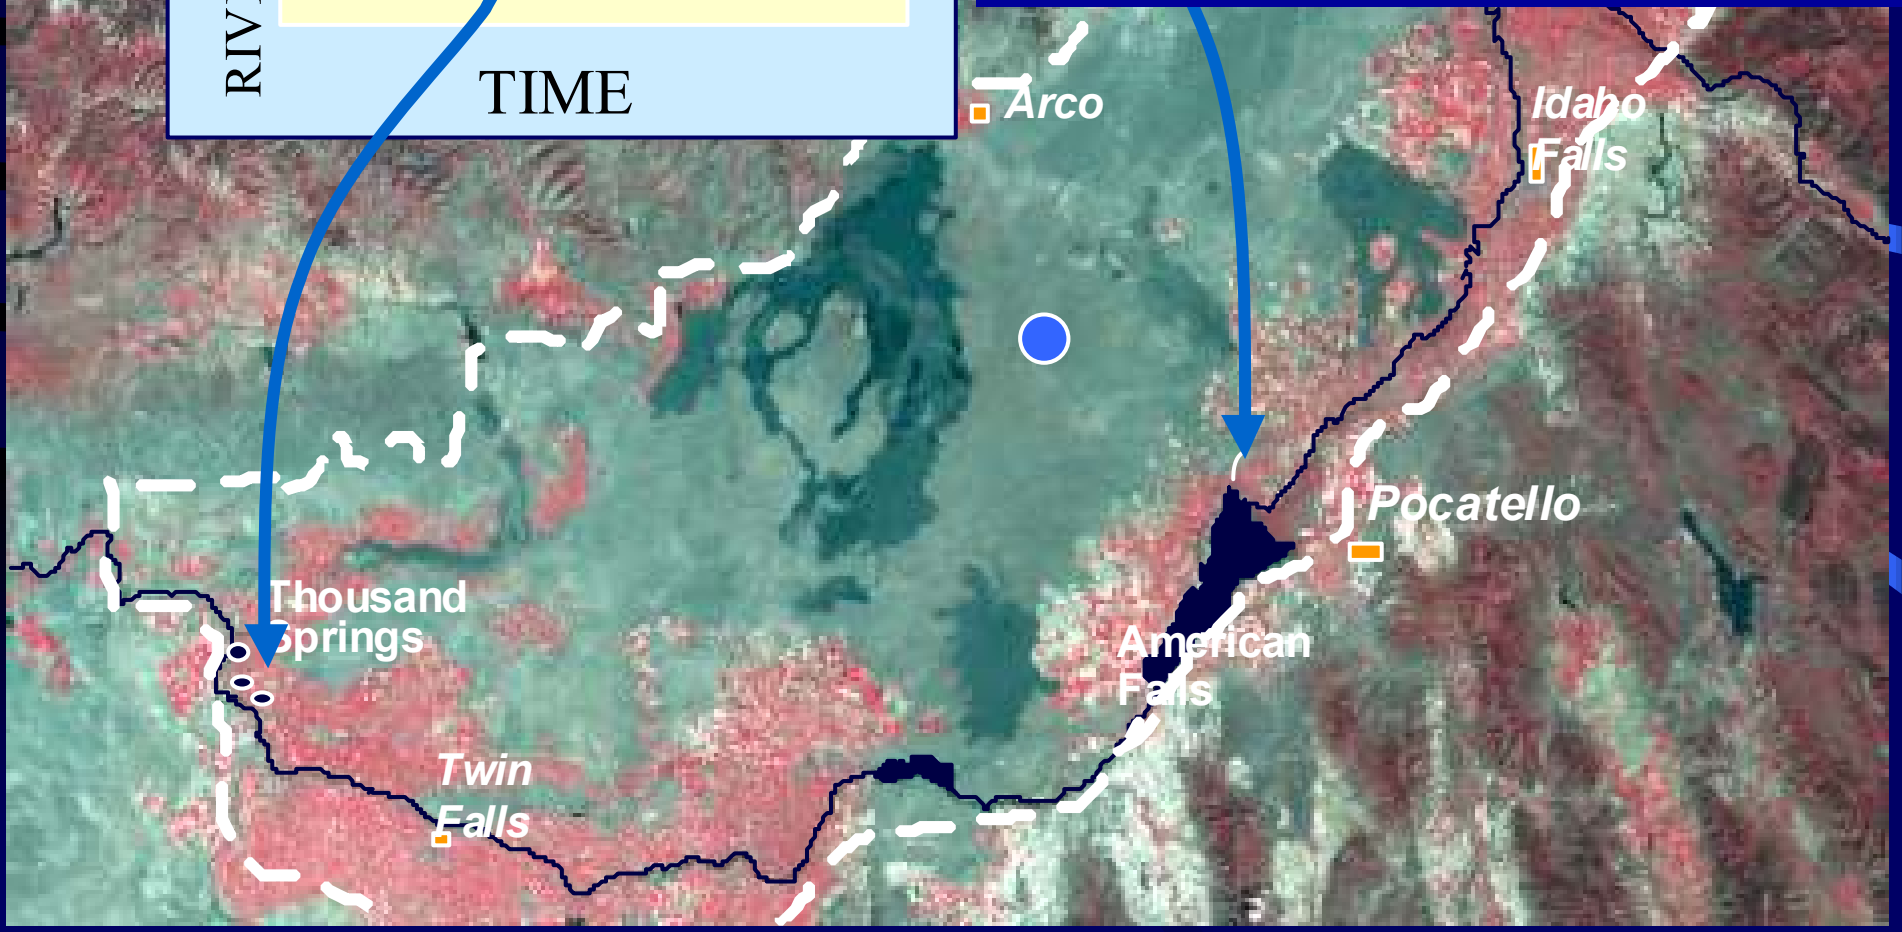 RIV
TIME
Arco
Idaho
Falls
Pocatello
Thousand
Springs
American
Falls
Twin
Falls